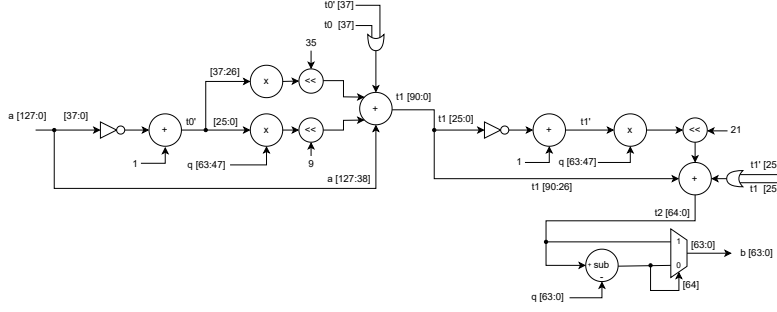 t0' [37]
t0 [37]
35
[37:26]
x
<<
a [127:0]
[37:0]
t0'
[25:0]
x
<<
+
+
t1 [90:0]
1
q [63:47]
9
a [127:38]
t1 [25:0]
+
t1'
x
<<
21
1
q [63:47]
t1 [90:26]
+
t1' [25
t1 [25
t2 [64:0]
+
sub
-
1
0
[63:0]
b [63:0]
[64]
q [63:0]